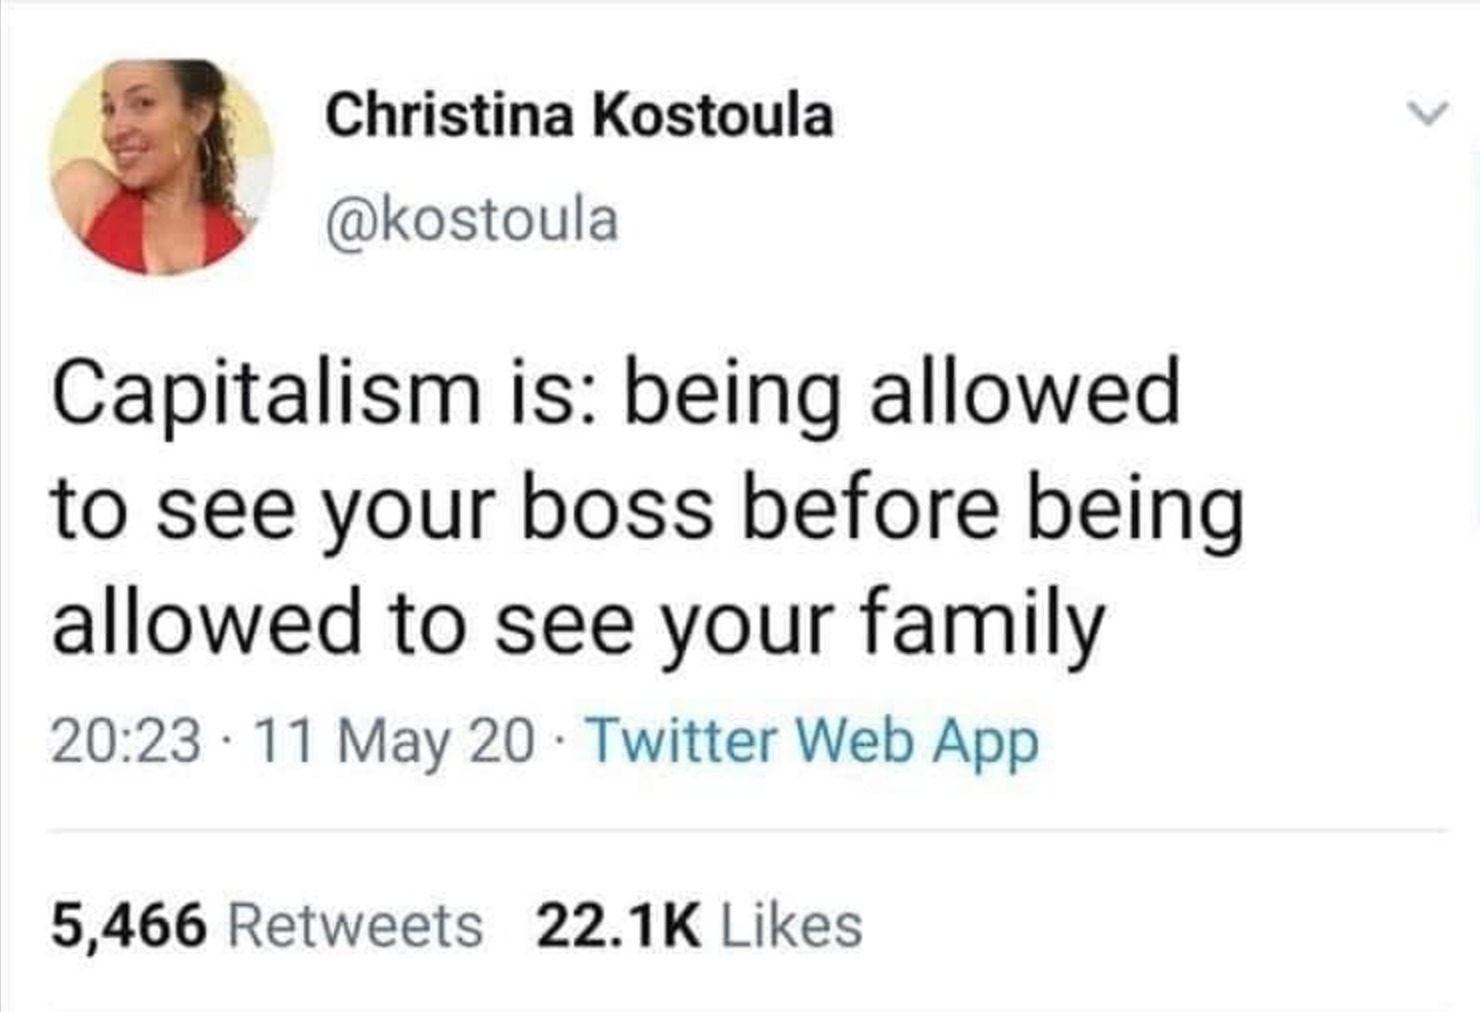 Christina Kostoula
@kostoula
Capitalism is: being allowed
to see your boss before being
allowed to see your family
20:23 · 11 May 20 · Twitter Web App
5,466 Retweets 22.1K Likes